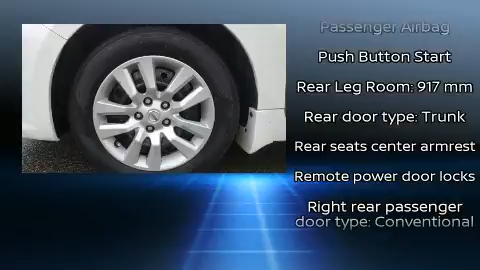 Passenger Airbag
Push Button Start
Rear Leg Room: 917 mm
Rear door type: Trunk
Rear seats center armrest
Remote power door locks
Right rear passenger
door type: Conventional